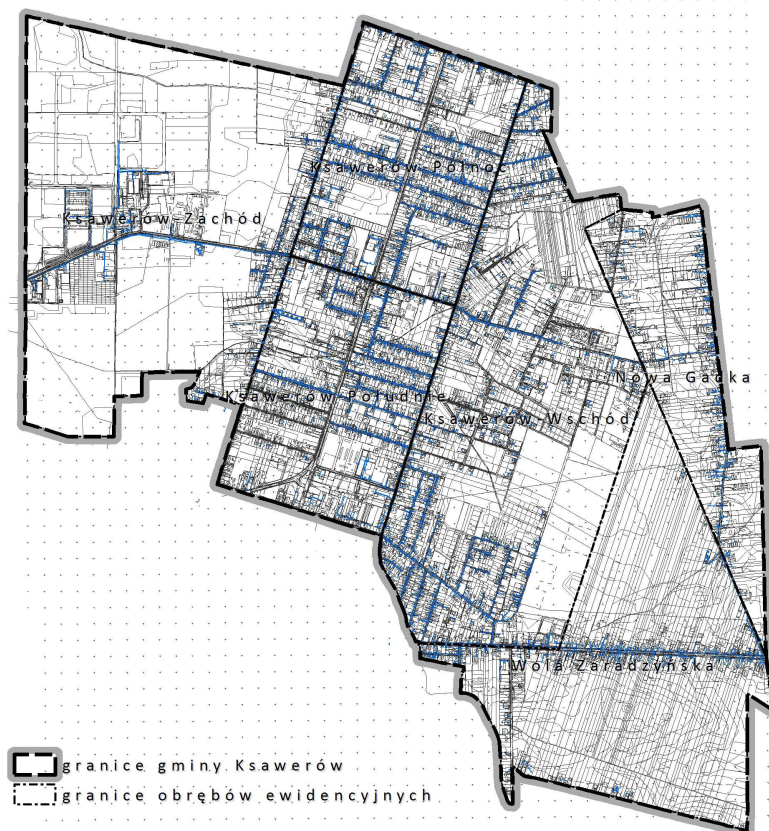 Ksawerów Północ
Ksawerów Zachód
Nowa Gadka
Ksawerów Południe
Ksawerów Wschód
Wola Zaradzyńska
granice gminy Ksawerów
granice obrębów ewidencyjnych